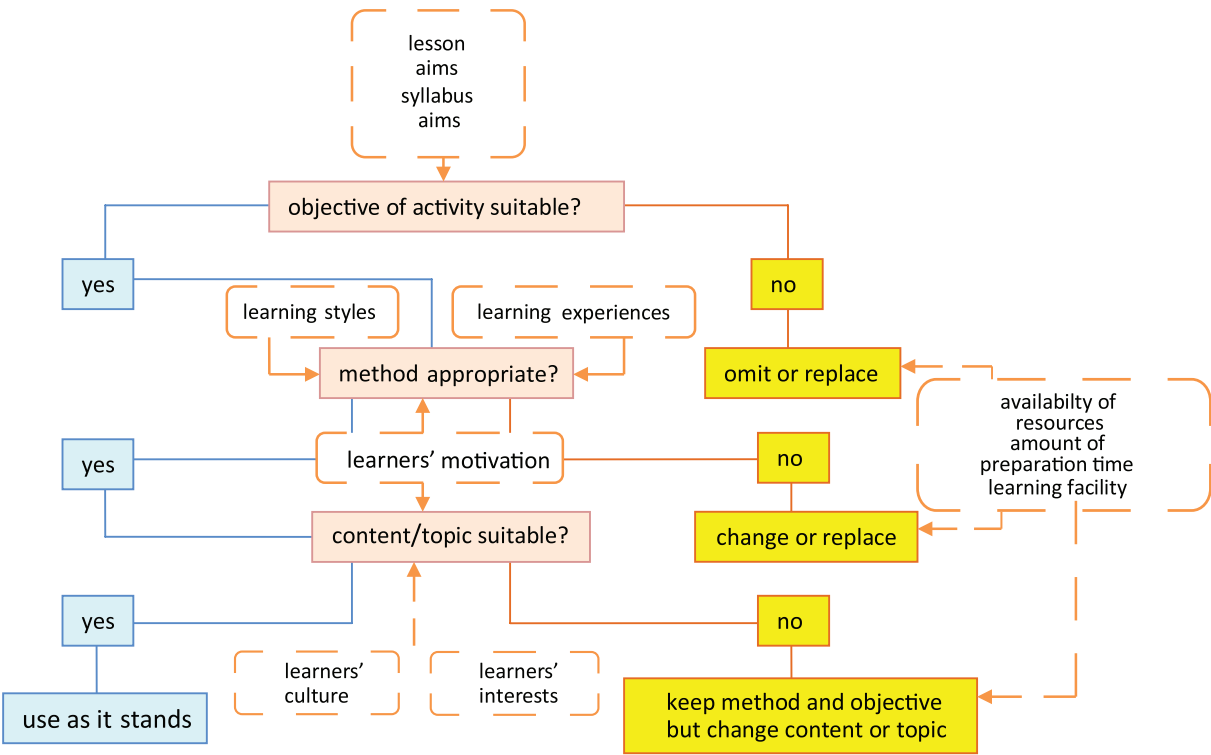 lesson
aims
syllabus
aims
objective of activity suitable?
yes
no
learning styles
learning experiences
method appropriate?
omit or replace
availabilty of
resources
amount of
preparation time
learning facility
yes
learners’ motivation
no
content/topic suitable?
change or replace
yes
no
learners’
culture
learners’
interests
use as it stands
keep method and objective
but change content or topic